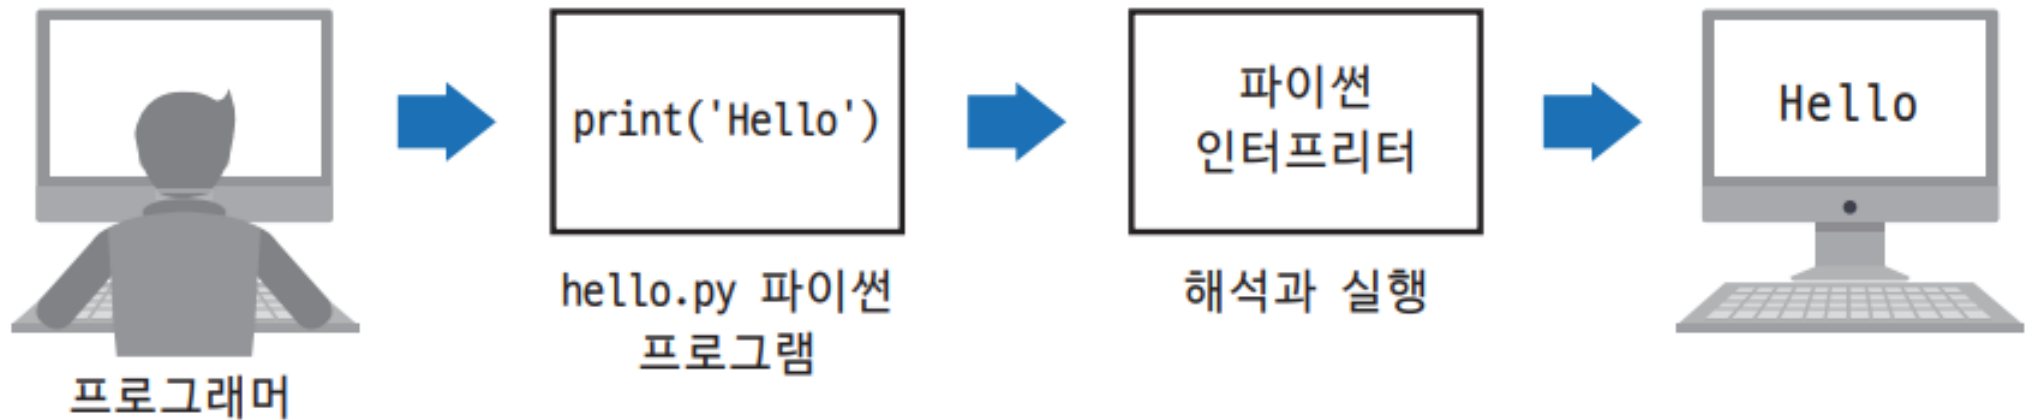 프로그래머
print('Hello')
hello.py 파이썬
프로그램
파이썬
인터프리터
해석과 실행
Hello